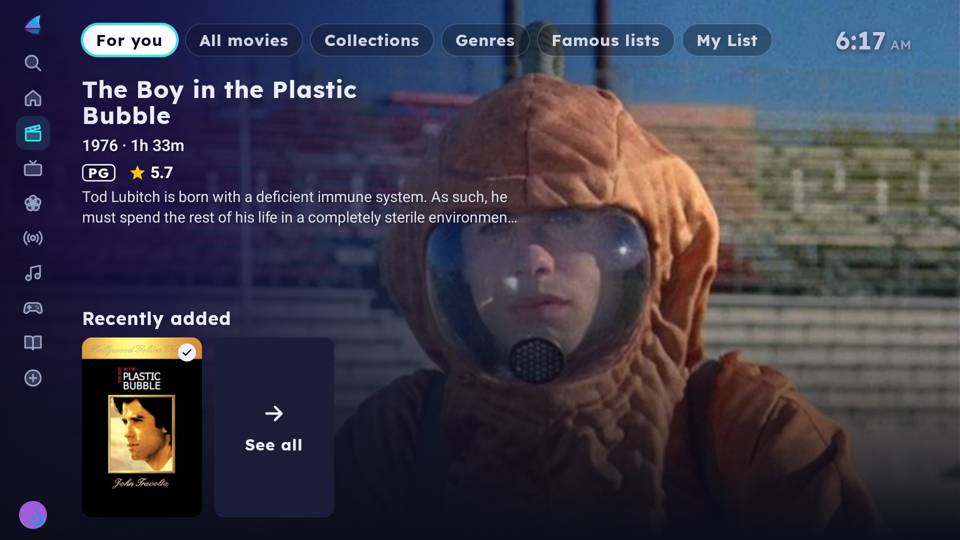 For you
All movies
Collections
Genres
Famous lists
My List
6:17 AM
The Boy in the Plastic
Bubble
1976 · 1h 33m
PG
5.7
Tod Lubitch is born with a deficient immune system. As such, he
must spend the rest of his life in a completely sterile environmen…
Recently added
PLASTIC
BUBBLE
John Travolta
See all